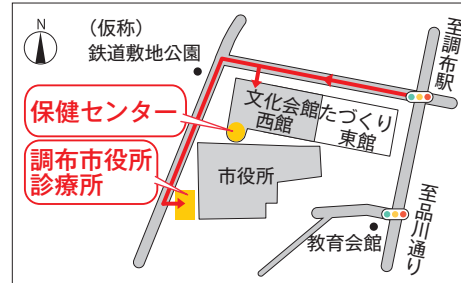 N
（仮称）
鉄道敷地公園
至調布駅
保健センター
文化会館
西館
たづくり
東館
調布市役所
診療所
市役所
至品川通り
教育会館